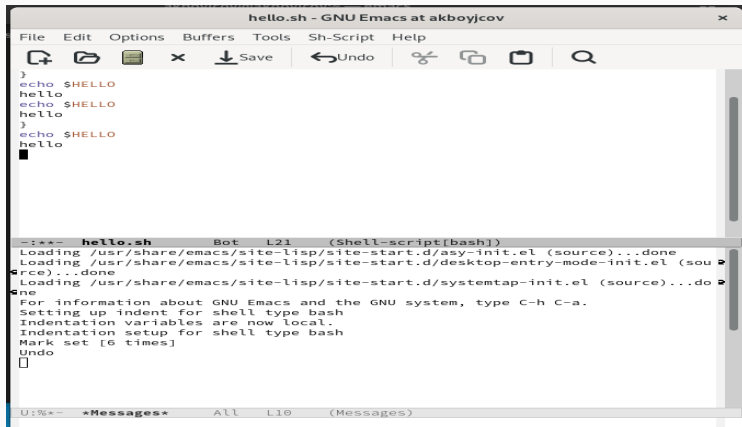 hello.sh - GNU Emacs at akboyjcov
File Edit Options Buffers Tools Sh-Script Help
Save Undo
}
echo $HELLO
hello
echo $HELLO
hello
}
echo $HELLO
hello
-:**- hello.sh Bot L21 (Shell-script[bash])
Loading /usr/share/emacs/site-lisp/site-start.d/asy-init.el (source)...done
Loading /usr/share/emacs/site-lisp/site-start.d/desktop-entry-mode-init.el (sou
rce)...done
Loading /usr/share/emacs/site-lisp/site-start.d/systemtap-init.el (source)...do
ne
For information about GNU Emacs and the GNU system, type C-h C-a.
Setting up indent for shell type bash
Indentation variables are now local.
Indentation setup for shell type bash
Mark set [6 times]
Undo
U:%*- *Messages* All L10 (Messages)